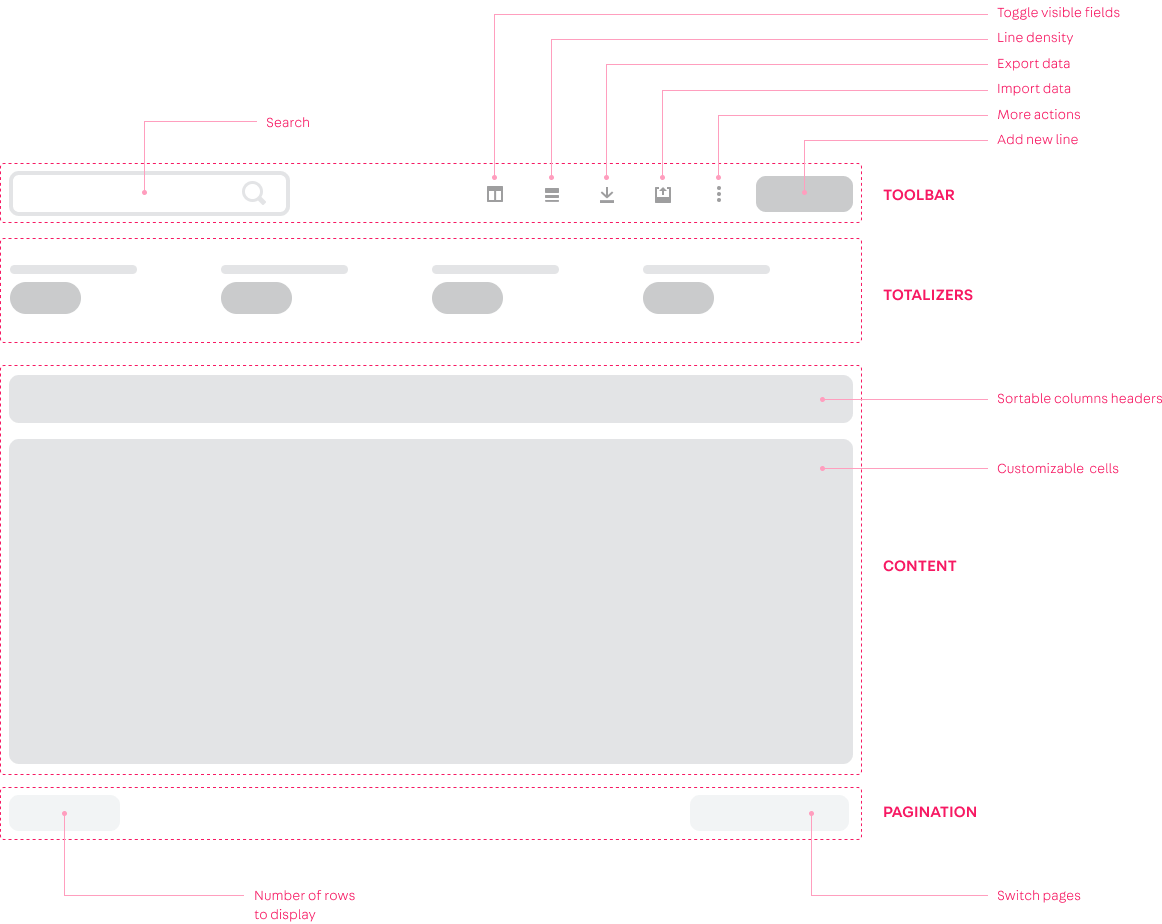 Toggle visible fields
Line density
Export data
Import data
More actions
Search
Add new line
TOOLBAR
TOTALIZERS
Sortable columns headers
Customizable cells
CONTENT
PAGINATION
Number of rows
to display
Switch pages